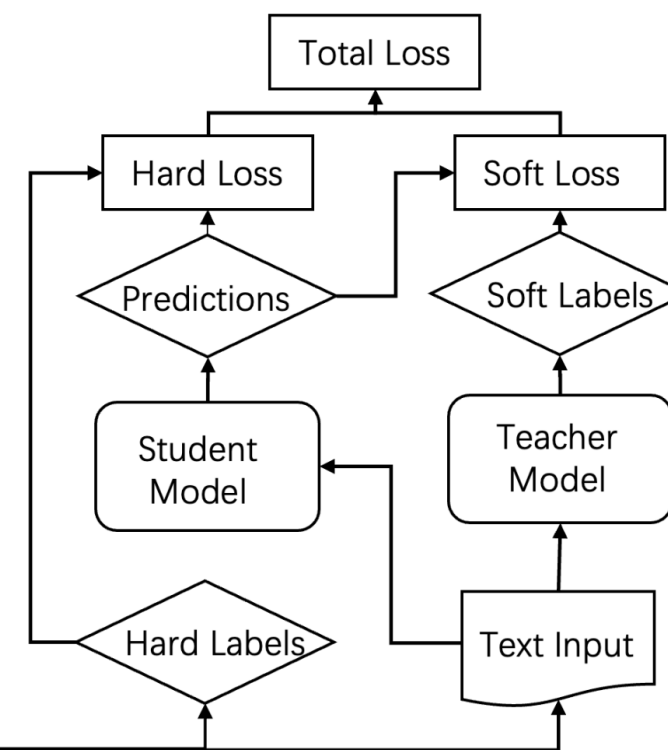 Total Loss
Hard Loss
Soft Loss
Predictions
Soft Labels
Student
Model
Teacher
Model
Hard Labels
Text Input